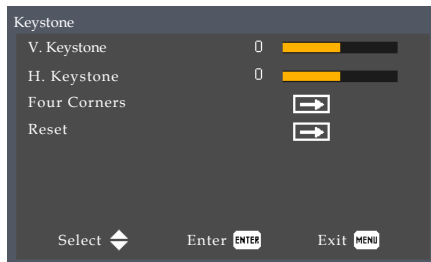 Keystone
V. Keystone 0
H. Keystone 0
Four Corners
Reset
Select Enter ENTER Exit MENU